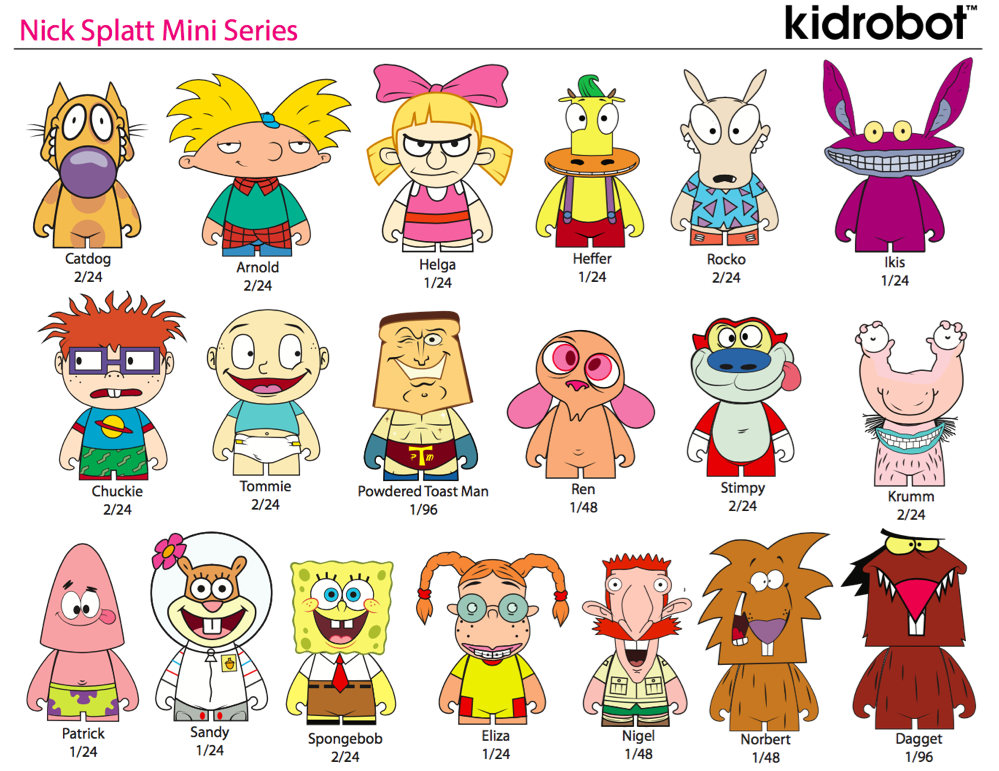 Nick Splatt Mini Series
kidrobot™
Catdog
2/24
Arnold
2/24
Helga
1/24
Heffer
1/24
Rocko
2/24
Ikis
1/24
Chuckie
2/24
Tommie
2/24
Powdered Toast Man
1/96
Ren
1/48
Stimpy
2/24
Krumm
2/24
Patrick
1/24
Sandy
1/24
Spongebob
2/24
Eliza
1/24
Nigel
1/48
Norbert
1/48
Dagget
1/96